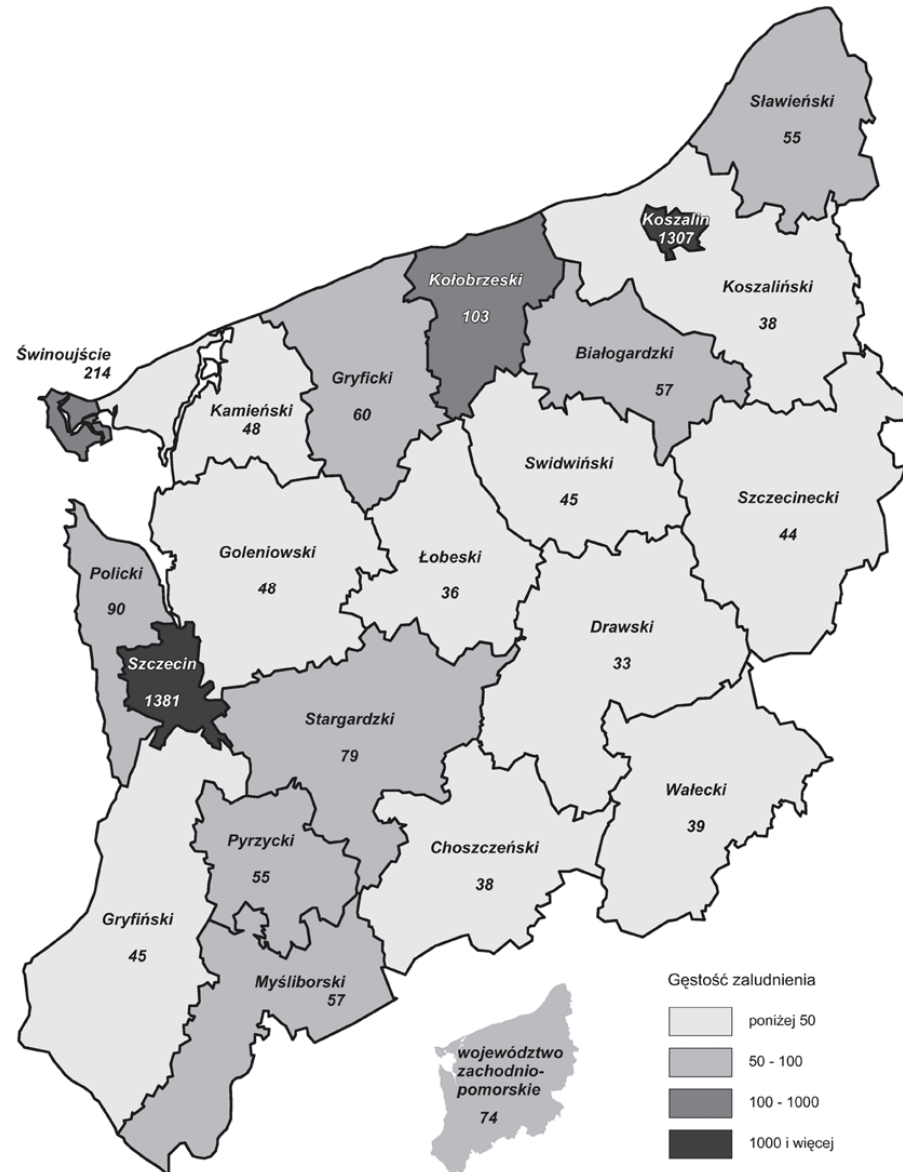 Sławieński
55
Koszalin
1307
Koszaliński
38
Kołobrzeski
103
Białogardzki
57
Świnoujście
214
Gryficki
60
Kamieński
48
Swidwiński
45
Szczecinecki
44
Goleniowski
48
Łobeski
36
Policki
90
Drawski
33
Szczecin
1381
Stargardzki
79
Wałecki
39
Pyrzycki
55
Choszczeński
38
Gryfiński
45
Myśliborski
57
województwo
zachodnio-
pomorskie
74
Gęstość zaludnienia
poniżej 50
50 - 100
100 - 1000
1000 i więcej